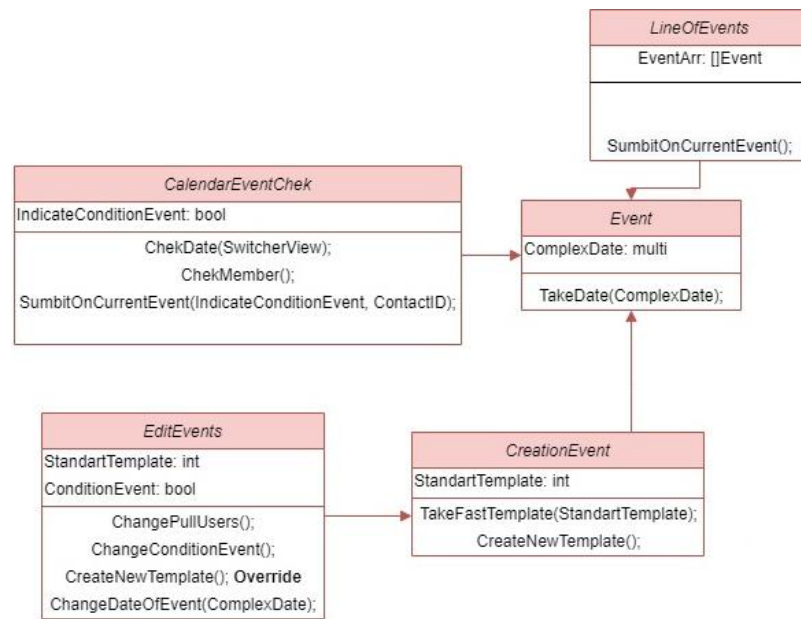 LineOfEvents
EventArr: []Event
SumbitOnCurrentEvent();
CalendarEventChek
IndicateConditionEvent: bool
ChekDate(SwitcherView);
ChekMember();
SumbitOnCurrentEvent(IndicateConditionEvent, ContactID);
Event
ComplexDate: multi
TakeDate(ComplexDate);
EditEvents
StandartTemplate: int
ConditionEvent: bool
ChangePullUsers();
ChangeConditionEvent();
CreateNewTemplate(); Override
ChangeDateOfEvent(ComplexDate);
CreationEvent
StandartTemplate: int
TakeFastTemplate(StandartTemplate);
CreateNewTemplate();